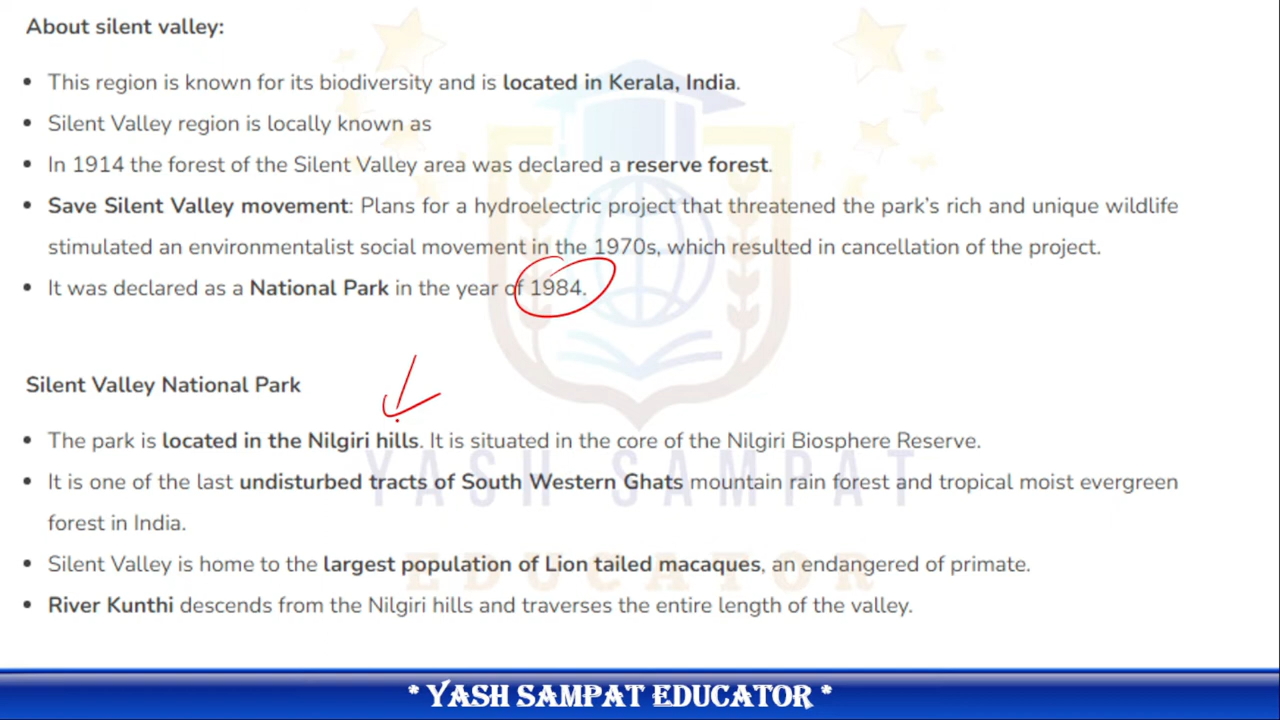 About silent valley:
• This region is known for its biodiversity and is located in Kerala, India.
• Silent Valley region is locally known as
• In 1914 the forest of the Silent Valley area was declared a reserve forest.
• Save Silent Valley movement: Plans for a hydroelectric project that threatened the park's rich and unique wildlife
stimulated an environmentalist social movement in the 1970s, which resulted in cancellation of the project.
• It was declared as a National Park in the year of 1984.
Silent Valley National Park
• The park is located in the Nilgiri hills. It is situated in the core of the Nilgiri Biosphere Reserve.
• It is one of the last undisturbed tracts of South Western Ghats mountain rain forest and tropical moist evergreen
forest in India.
YASH SAMPAT
• Silent Valley is home to the largest population of Lion tailed macaques, an endangered of primate.
EDUCATOR
• River Kunthi descends from the Nilgiri hills and traverses the entire length of the valley.
* YASH SAMPAT EDUCATOR *